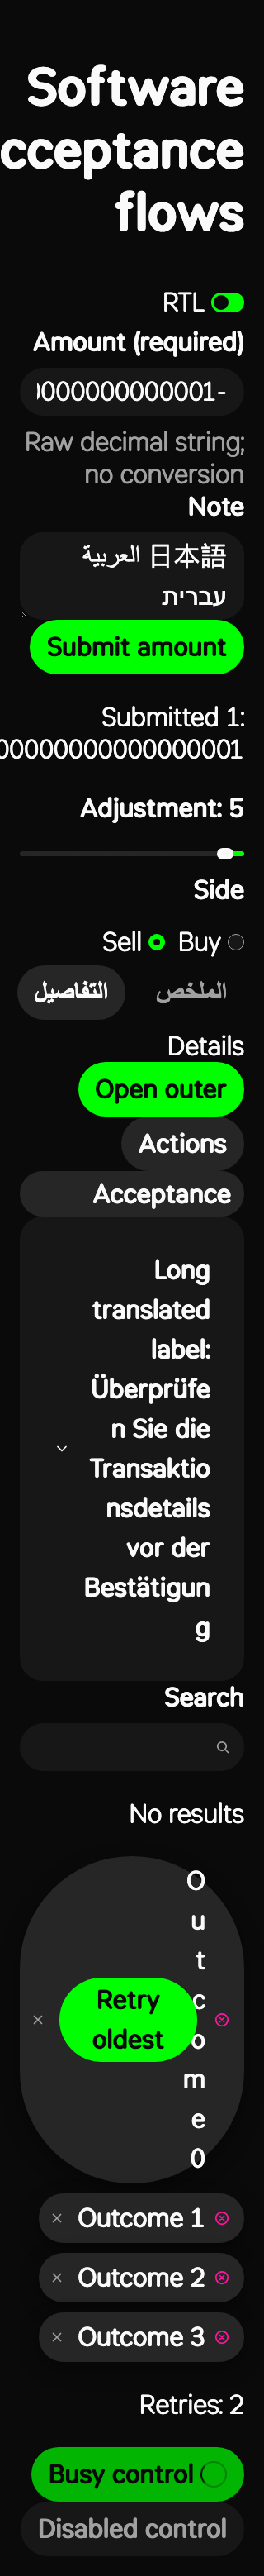 Software
cceptance
flows
RTL
Amount (required)
0000000000001-
Raw decimal string;
no conversion
Note
العربية 日本語
עברית
Submit amount
Submitted 1:
00000000000000001
Adjustment: 5
Side
Sell Buy
الملخص التفاصيل
Details
Open outer
Actions
Acceptance
Long
translated
label:
Überprüfe
n Sie die
Transaktio
nsdetails
vor der
Bestätigun
g
Search
No results
O
u
t
c
o
m
e
0
Retry
oldest
Outcome 1
Outcome 2
Outcome 3
Retries: 2
Busy control
Disabled control